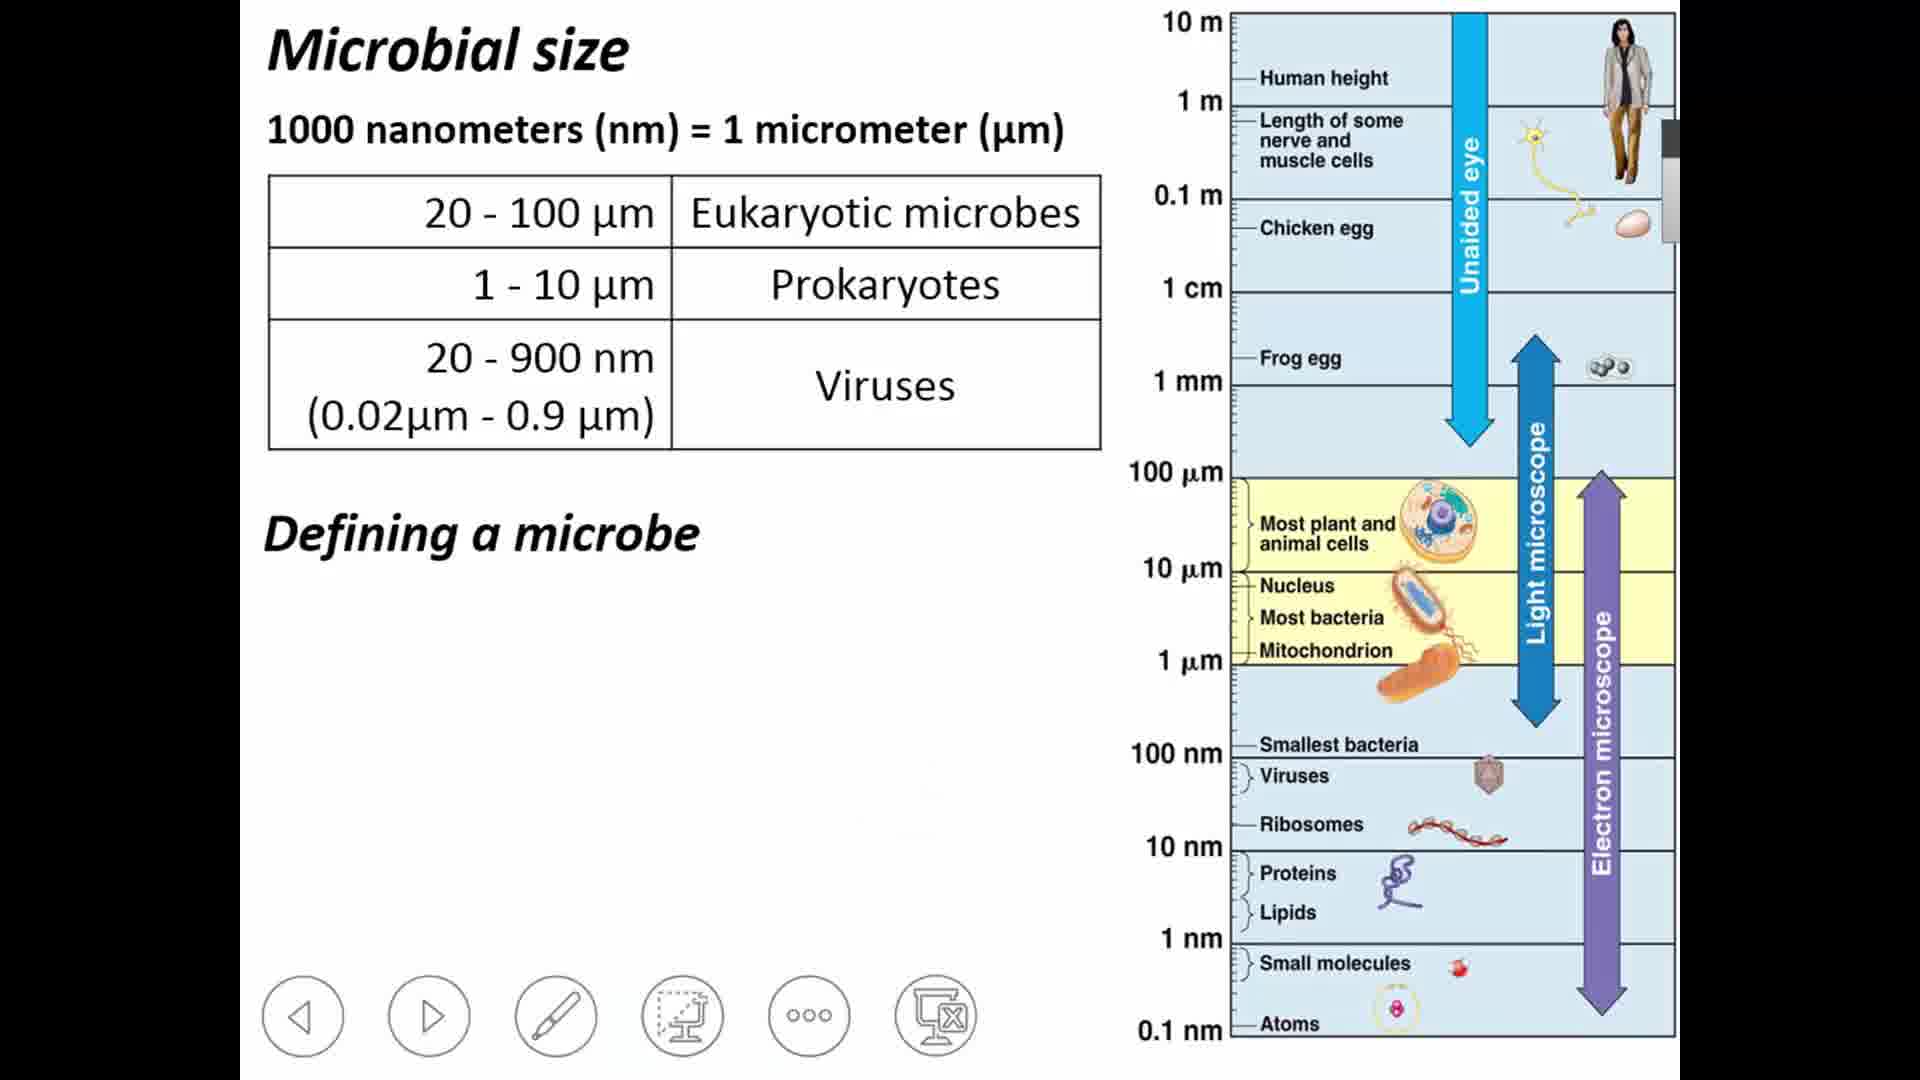 Microbial size
1000 nanometers (nm) = 1 micrometer (µm)
20 - 100 µm Eukaryotic microbes
1 - 10 µm Prokaryotes
20 - 900 nm
(0.02µm - 0.9 µm)
Viruses
Defining a microbe
10 m
Human height
1 m
Length of some
nerve and
muscle cells
0.1 m
Chicken egg
1 cm
Frog egg
1 mm
100 µm
Most plant and
animal cells
10 µm
Nucleus
Most bacteria
Mitochondrion
1 µm
Smallest bacteria
100 nm
Viruses
Ribosomes
10 nm
Proteins
Lipids
1 nm
Small molecules
Atoms
0.1 nm
Unaided eye
Light microscope
Electron microscope